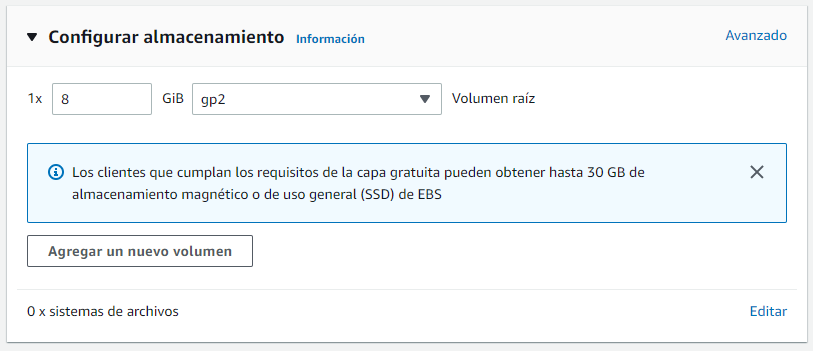 Configurar almacenamiento Información Avanzado
1x 8 GiB gp2 Volumen raíz
Los clientes que cumplan los requisitos de la capa gratuita pueden obtener hasta 30 GB de
almacenamiento magnético o de uso general (SSD) de EBS
Agregar un nuevo volumen
0 x sistemas de archivos Editar